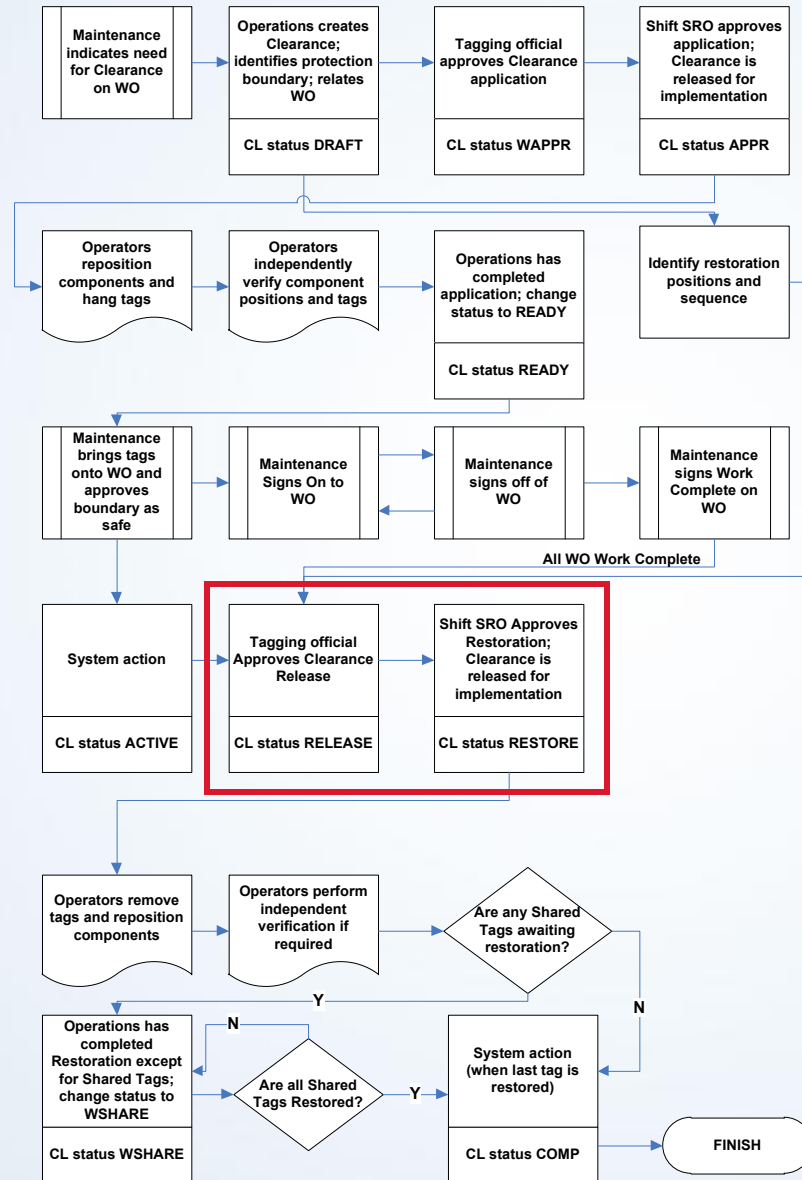 Maintenance
indicates need
for Clearance
on WO
Operations creates
Clearance;
identifies protection
boundary; relates
WO
CL status DRAFT
Tagging official
approves Clearance
application
CL status WAPPR
Shift SRO approves
application;
Clearance is
released for
implementation
CL status APPR
Operators
reposition
components and
hang tags
Operators
independently
verify component
positions and tags
Operations has
completed
application; change
status to READY
CL status READY
Identify restoration
positions and
sequence
Maintenance
brings tags
onto WO and
approves
boundary as
safe
Maintenance
Signs On to
WO
Maintenance
signs off of
WO
Maintenance
signs Work
Complete on
WO
All WO Work Complete
System action
CL status ACTIVE
Tagging official
Approves Clearance
Release
CL status RELEASE
Shift SRO Approves
Restoration;
Clearance is
released for
implementation
CL status RESTORE
Operators remove
tags and reposition
components
Operators perform
independent
verification if
required
Are any Shared
Tags awaiting
restoration?
Y
N
Operations has
completed
Restoration except
for Shared Tags;
change status to
WSHARE
CL status WSHARE
N
Are all Shared
Tags Restored?
Y
System action
(when last tag is
restored)
CL status COMP
FINISH